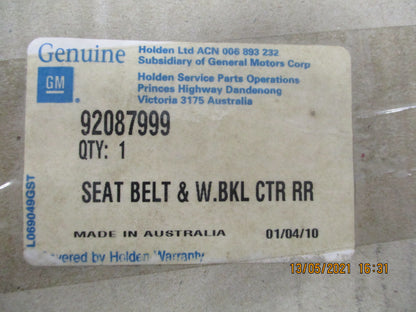 Genuine
GM
Holden Ltd ACN 006 893 232
Subsidiary of General Motors Corp
Holden Service Parts Operations
Princes Highway Dandenong
Victoria 3175 Australia
92087999
QTY: 1
SEAT BELT & W.BKL CTR RR
MADE IN AUSTRALIA 01/04/10
L069049GST
overed by Holden Warranty
13/05/2021 16:31